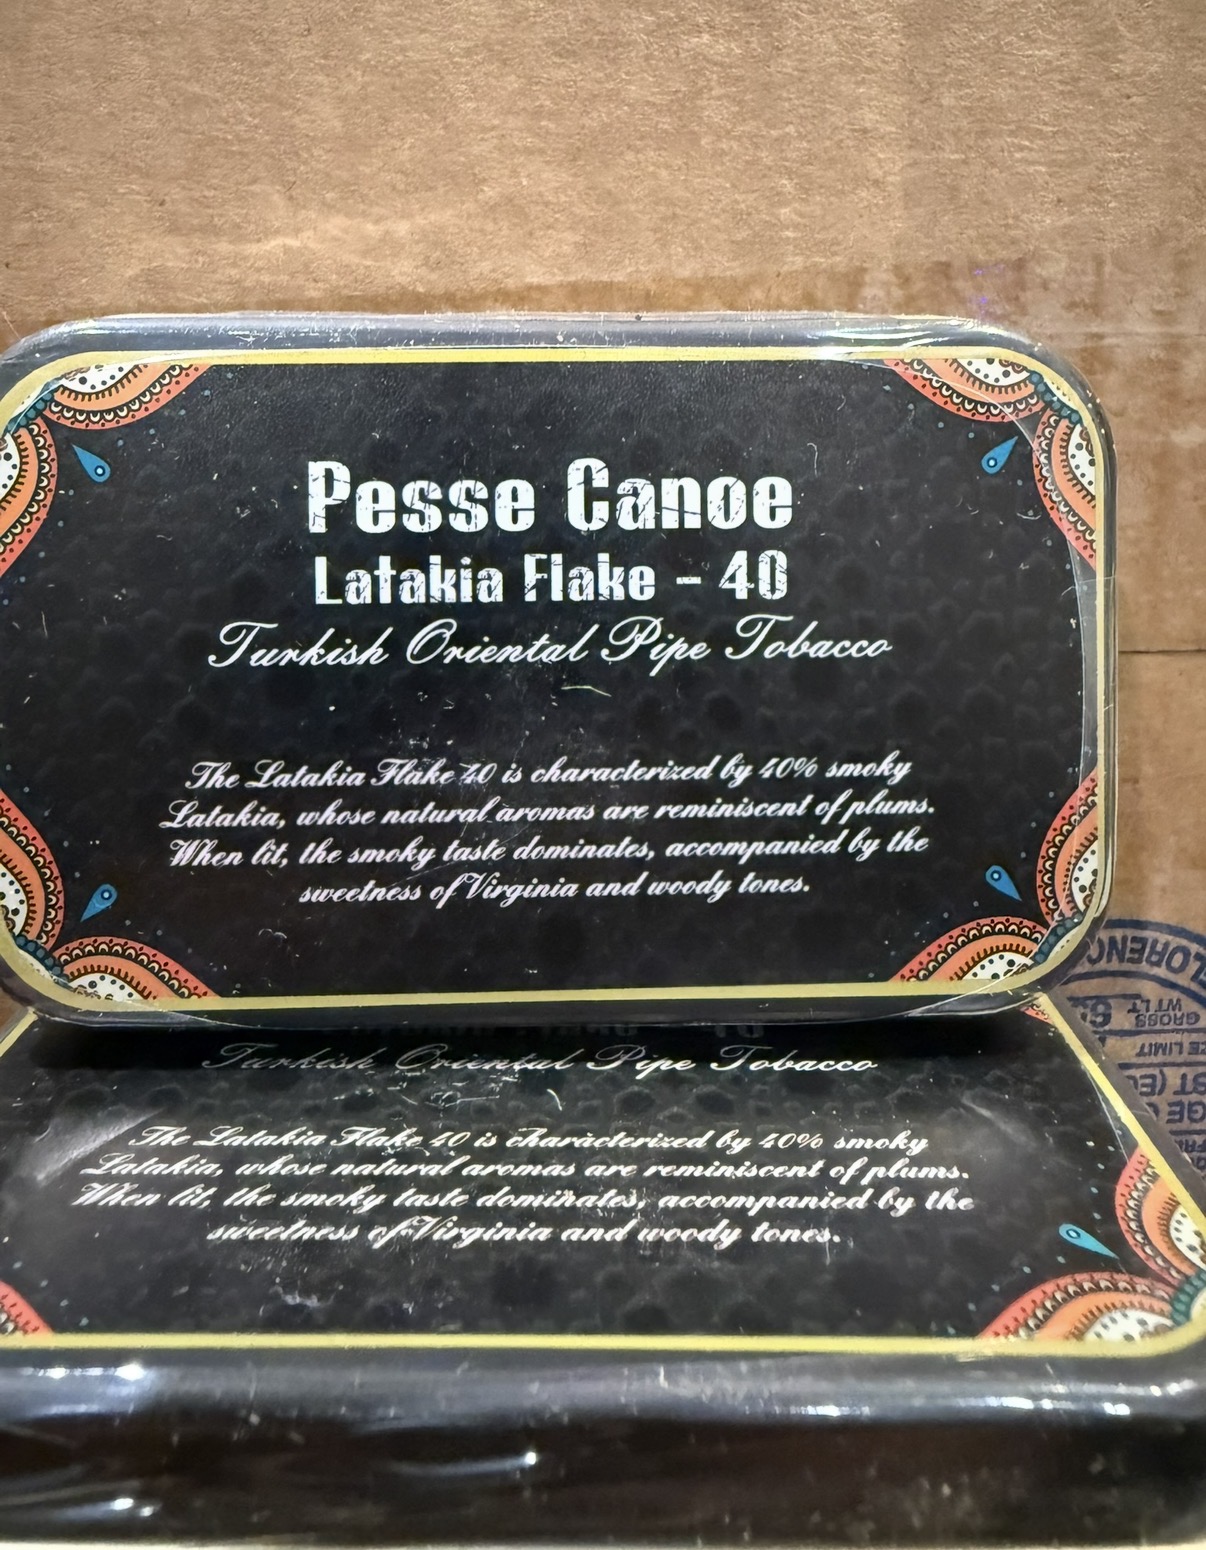 Pesse Canoe
Latakia Flake - 40
Turkish Oriental Pipe Tobacco
The Latakia Flake 40 is characterized by 40% smoky
Latakia, whose natural aromas are reminiscent of plums.
When lit, the smoky taste dominates, accompanied by the
sweetness of Virginia and woody tones.
Turkish Oriental Pipe Tobacco
The Latakia Flake 40 is characterized by 40% smoky
Latakia, whose natural aromas are reminiscent of plums.
When lit, the smoky taste dominates, accompanied by the
sweetness of Virginia and woody tones.
GROSS
WT LT